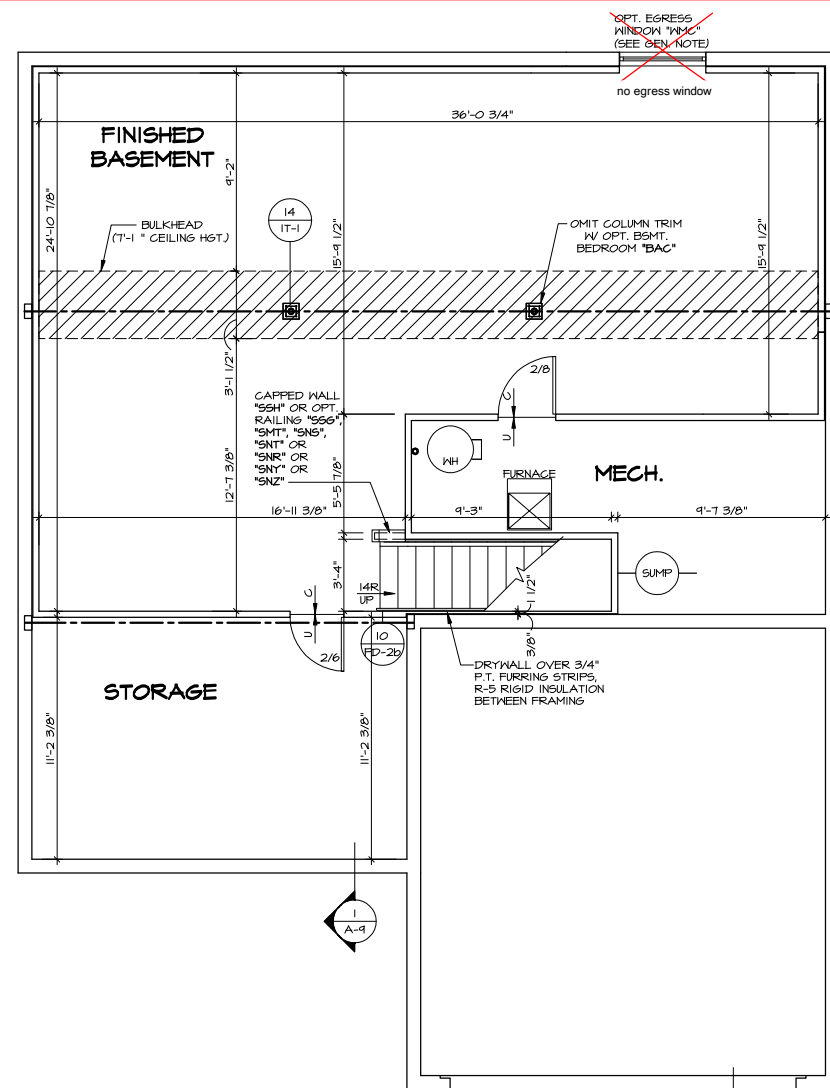 OPT. EGRESS
WINDOW "WMC"
(SEE GEN. NOTE)
no egress window
36'-0 3/4"
FINISHED
BASEMENT
9'-2"
24'-10 7/8"
BULKHEAD
(7'-1 " CEILING HGT.)
14
IT-1
15'-9 1/2"
OMIT COLUMN TRIM
W/ OPT. BSMT.
BEDROOM "BAC"
15'-9 1/2"
3'-1 1/2"
2/8
C
U
CAPPED WALL
"SSH" OR OPT.
RAILING "SSG",
"SMT", "SNS",
"SNT" OR
"SNR" OR
"SNY" OR
"SNZ"
WH
FURNACE
MECH.
12'-7 3/8"
5'-5 7/8"
16'-11 3/8"
9'-3"
9'-7 3/8"
3'-4"
14R
UP
SUMP
1 1/2"
3/8"
C
U
2/6
10
FD-2b
DRYWALL OVER 3/4"
P.T. FURRING STRIPS,
R-5 RIGID INSULATION
BETWEEN FRAMING
STORAGE
11'-2 3/8"
11'-2 3/8"
1
A-9